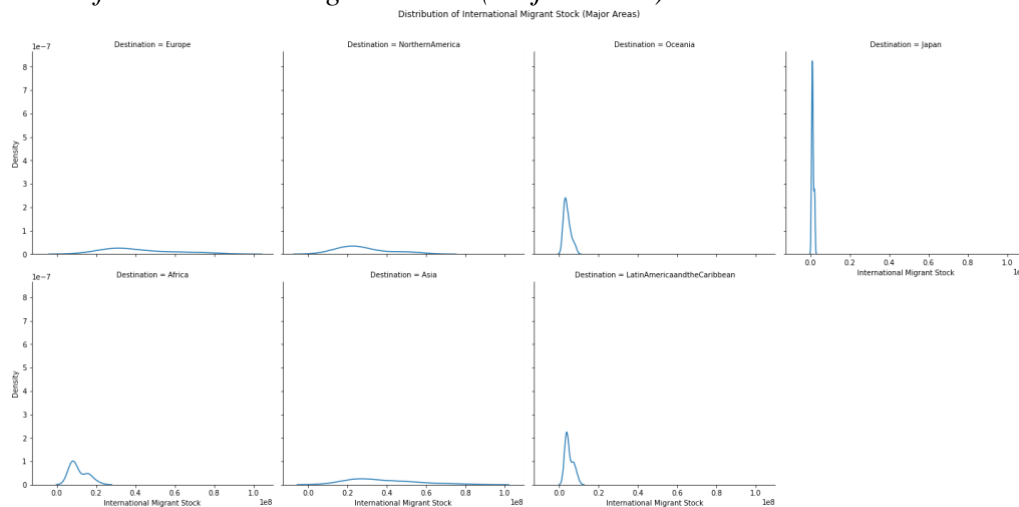 Distribution of International Migrant Stock (Major Areas)
Destination = Europe
Destination = NorthernAmerica
Destination = Oceania
Destination = Japan
1e−7
8
7
6
5
4
3
2
1
0
Density
0.0 0.2 0.4 0.6 0.8 1.0
International Migrant Stock
Destination = Africa
Destination = Asia
Destination = LatinAmericaandtheCaribbean
1e−7
8
7
6
5
4
3
2
1
0
Density
0.0 0.2 0.4 0.6 0.8 1.0
1e8
International Migrant Stock
0.0 0.2 0.4 0.6 0.8 1.0
1e8
International Migrant Stock
0.0 0.2 0.4 0.6 0.8 1.0
1e8
International Migrant Stock